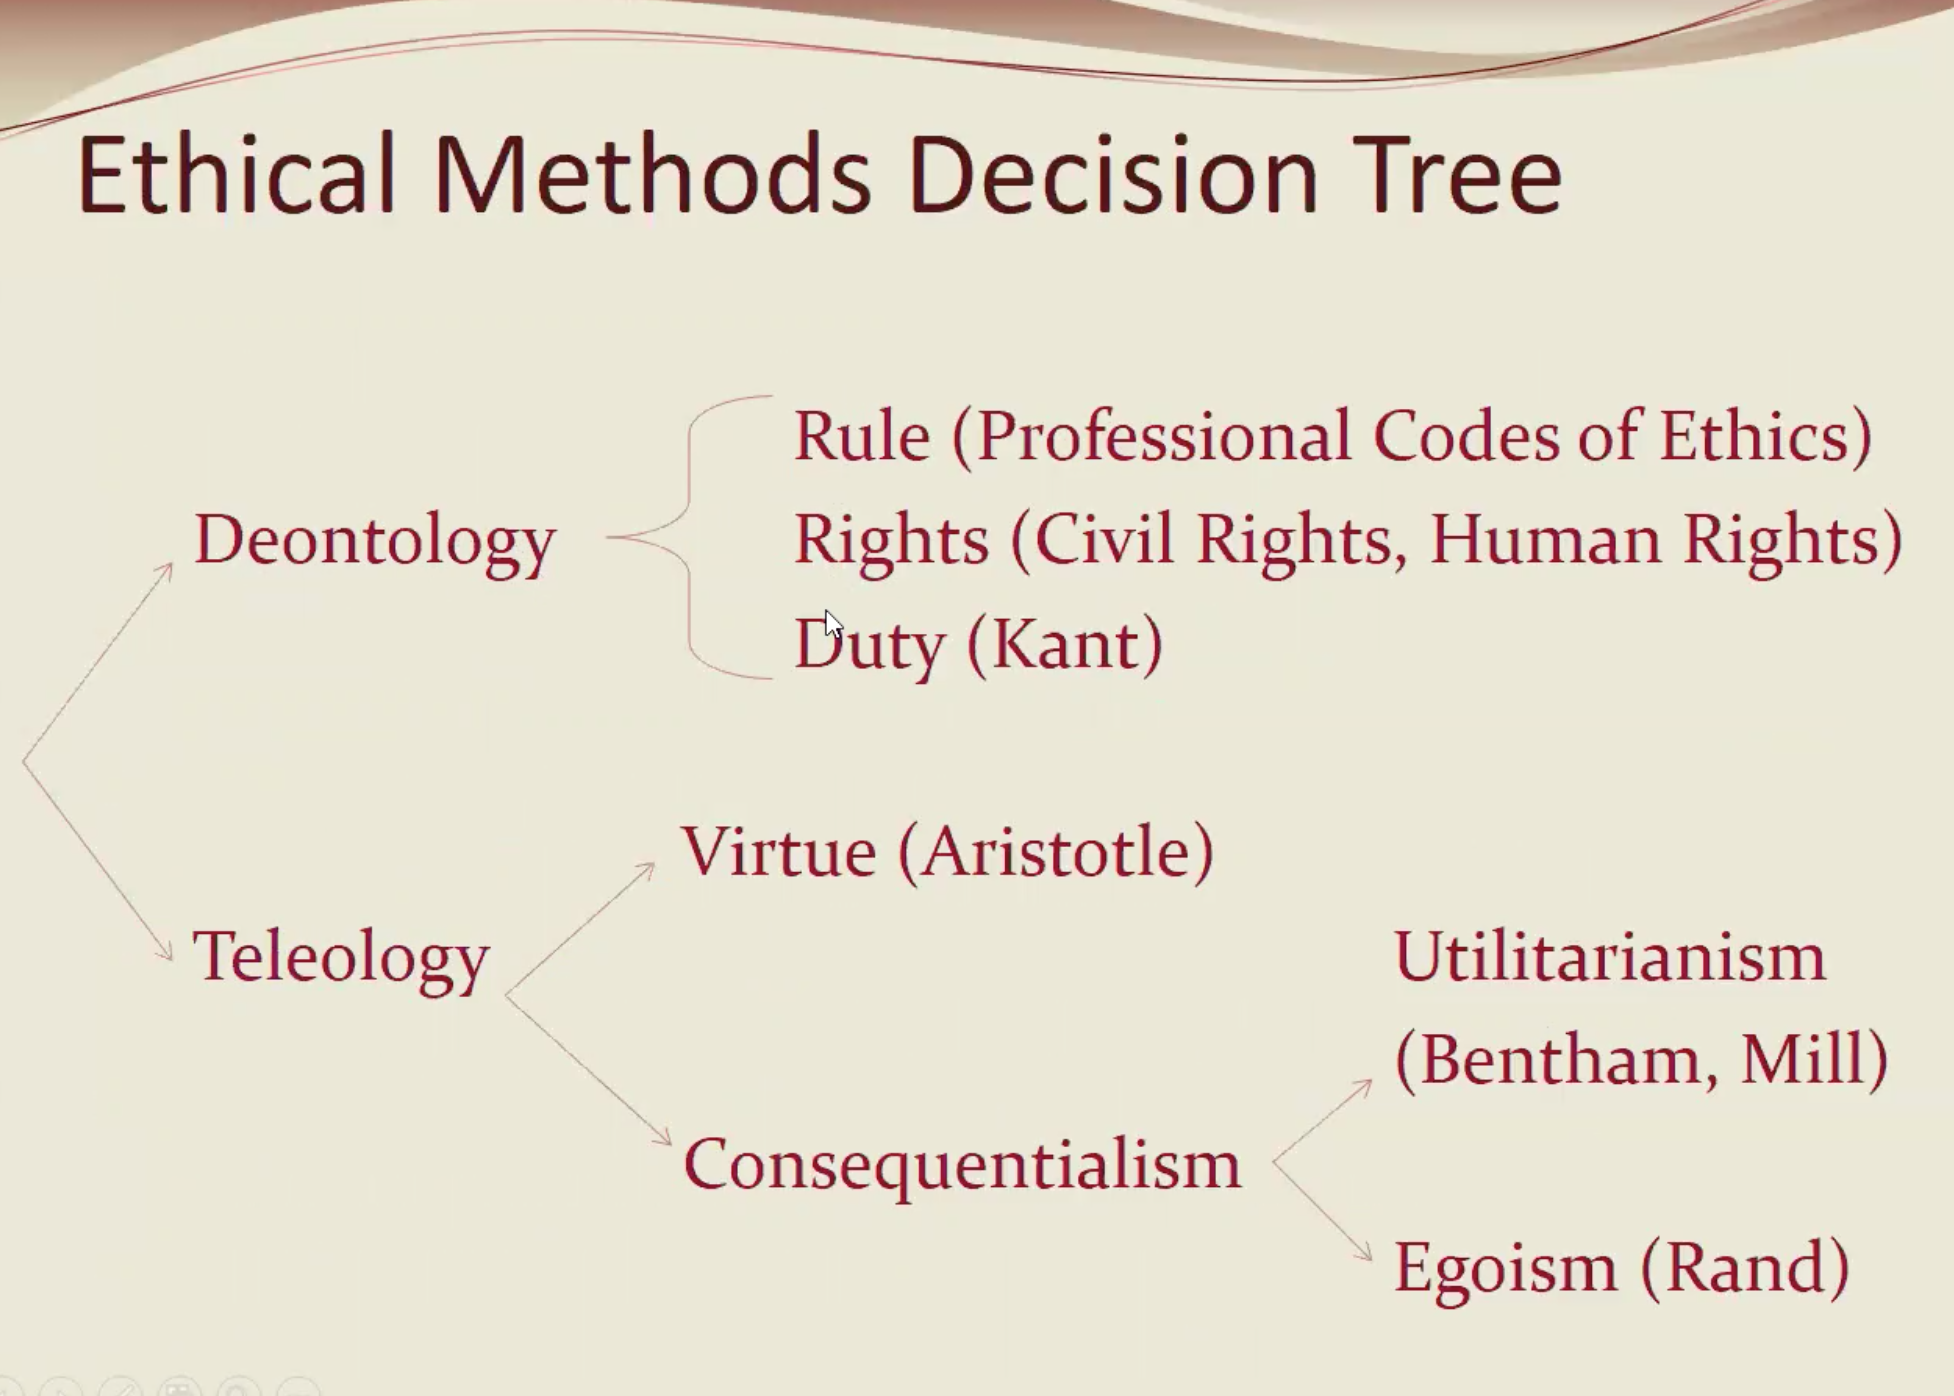 Ethical Methods Decision Tree
Rule (Professional Codes of Ethics)
Deontology
Rights (Civil Rights, Human Rights)
Duty (Kant)
Virtue (Aristotle)
Teleology
Utilitarianism
(Bentham, Mill)
Consequentialism
Egoism (Rand)